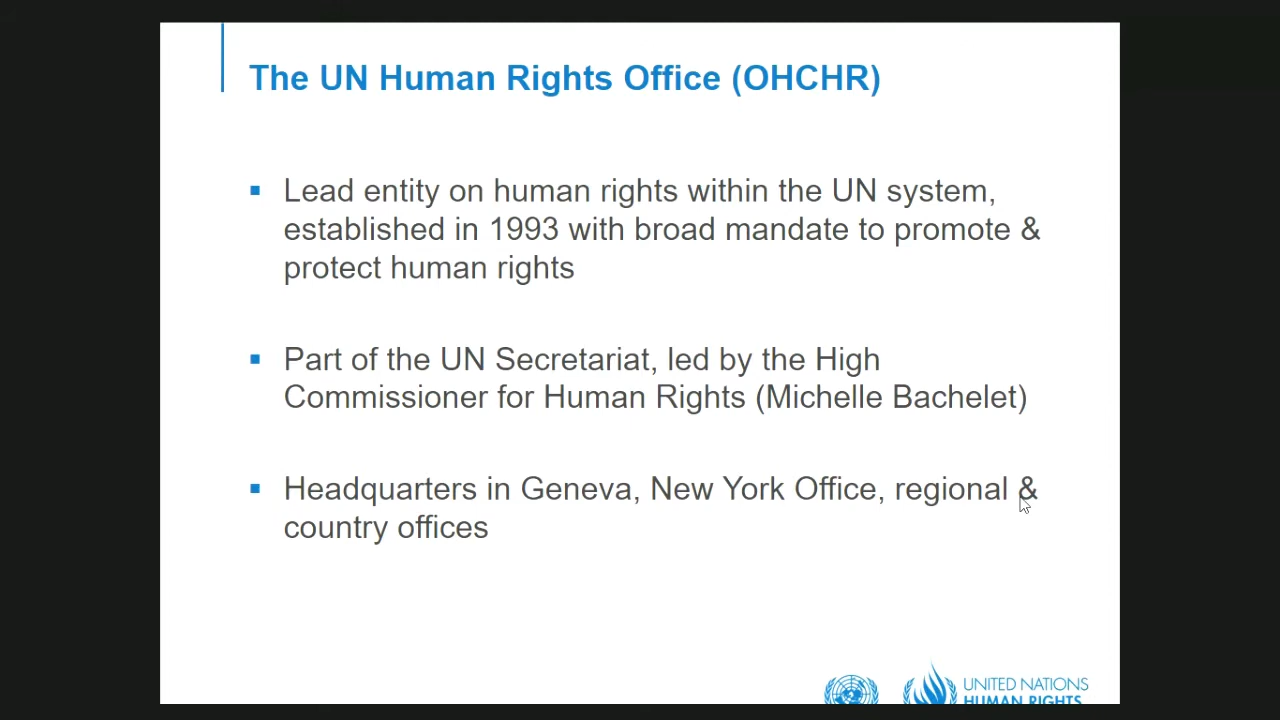 The UN Human Rights Office (OHCHR)
▪ Lead entity on human rights within the UN system,
established in 1993 with broad mandate to promote &
protect human rights
▪ Part of the UN Secretariat, led by the High
Commissioner for Human Rights (Michelle Bachelet)
▪ Headquarters in Geneva, New York Office, regional &
country offices
UNITED NATIONS
HUMAN RIGHTS